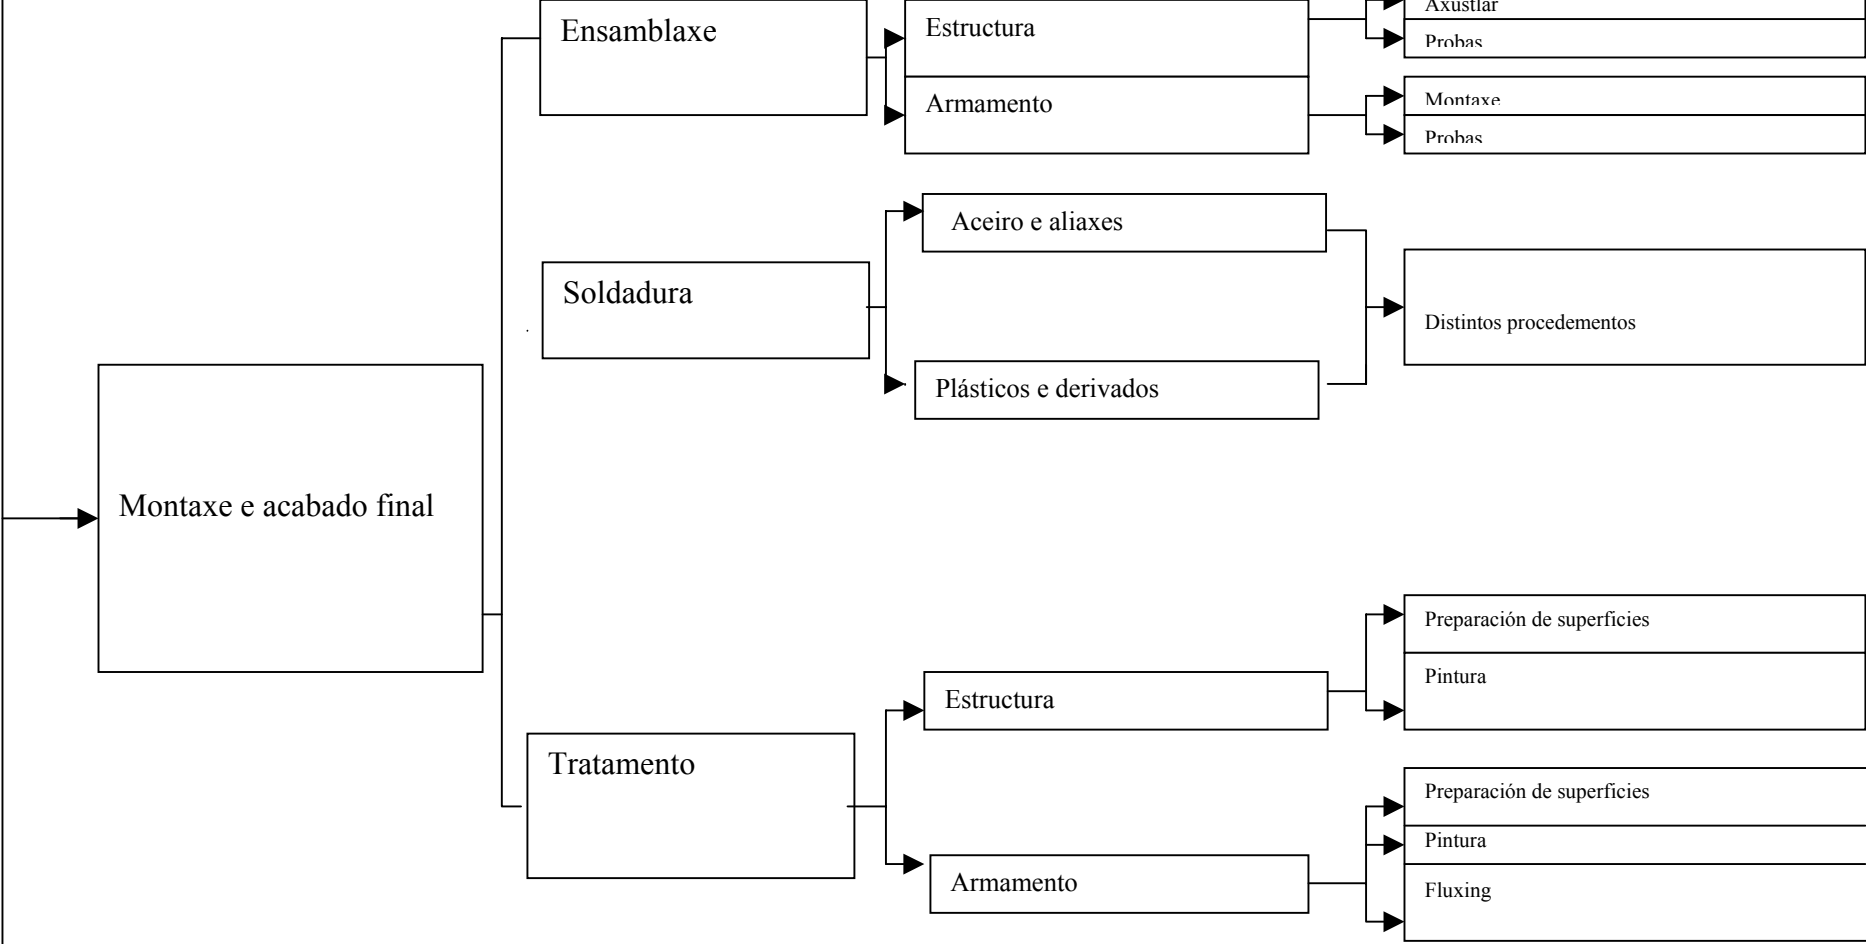 Ensamblaxe
Estructura
Axustlar
Probas
Armamento
Montaxe
Probas
Aceiro e aliaxes
Soldadura
Distintos procedementos
Plásticos e derivados
Montaxe e acabado final
Preparación de superficies
Pintura
Estructura
Tratamento
Preparación de superficies
Pintura
Armamento
Fluxing